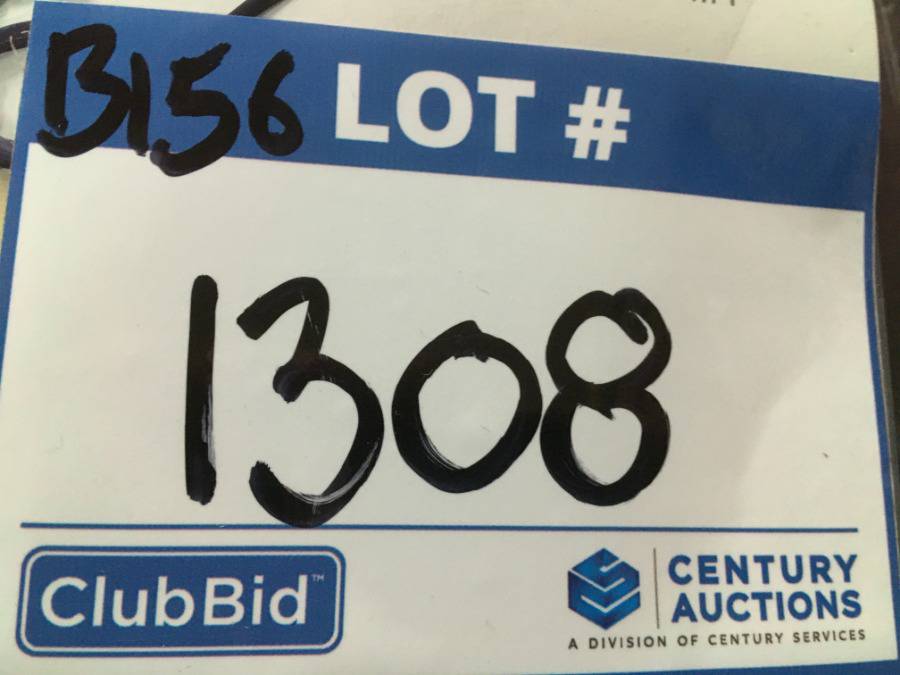 B156 LOT #
1308
ClubBid™
CENTURY
AUCTIONS
A DIVISION OF CENTURY SERVICES